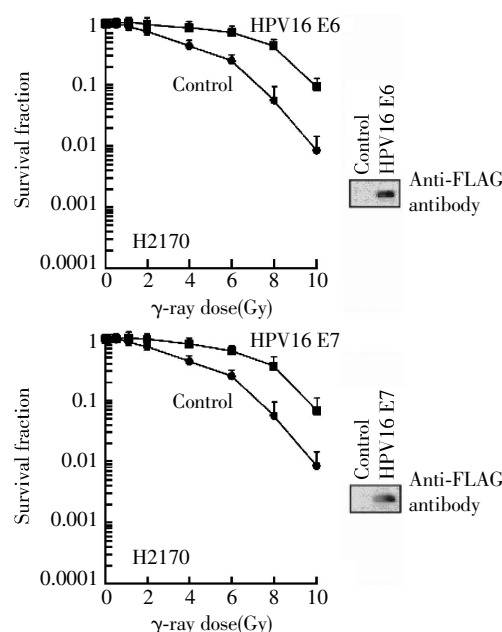 1
HPV16 E6
0.1
Control
0.01
0.001
H2170
0.0001
0 2 4 6 8 10
γ-ray dose(Gy)
Survival fraction
Control
HPV16 E6
Anti-FLAG
antibody
1
HPV16 E7
0.1
Control
0.01
0.001
H2170
0.0001
0 2 4 6 8 10
γ-ray dose(Gy)
Survival fraction
Control
HPV16 E7
Anti-FLAG
antibody